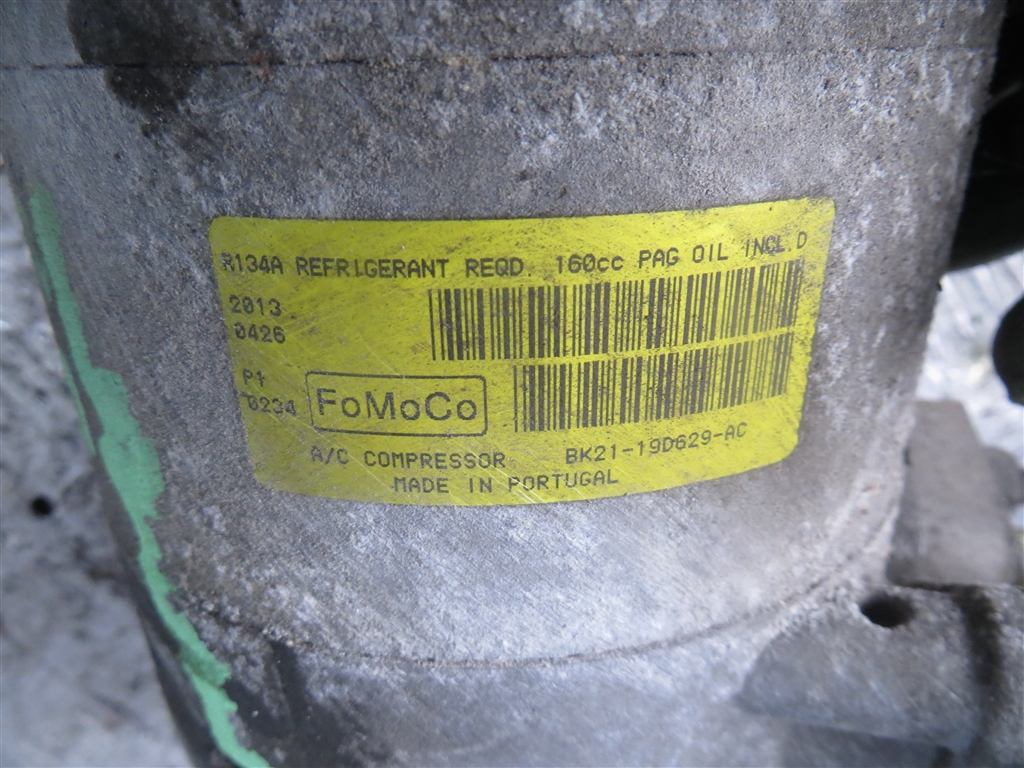 R134A REFRIGERANT REQD. 160cc PAG OIL INCL.D
2013
0426
P1
0234
FoMoCo
A/C COMPRESSOR BK21-19D629-AC
MADE IN PORTUGAL